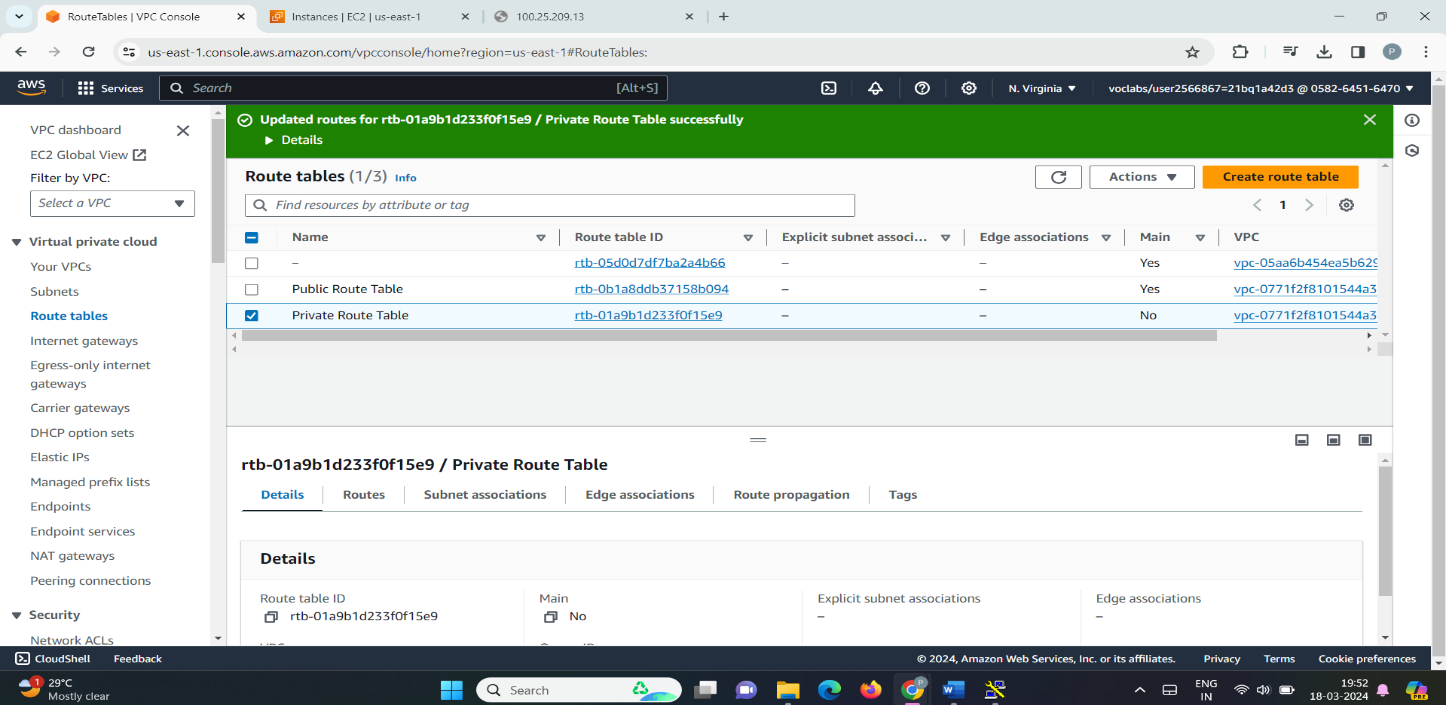 RouteTables | VPC Console
Instances | EC2 | us-east-1
100.25.209.13
us-east-1.console.aws.amazon.com/vpcconsole/home?region=us-east-1#RouteTables:
P
aws
Services
Search
[Alt+S]
N. Virginia
voclabs/user2566867=21bq1a42d3 @ 0582-6451-6470
VPC dashboard
EC2 Global View
Filter by VPC:
Select a VPC
Virtual private cloud
Your VPCs
Subnets
Route tables
Internet gateways
Egress-only internet
gateways
Carrier gateways
DHCP option sets
Elastic IPs
Managed prefix lists
Endpoints
Endpoint services
NAT gateways
Peering connections
Security
Network ACLs
Updated routes for rtb-01a9b1d233f0f15e9 / Private Route Table successfully
Details
Route tables (1/3) Info
Actions
Create route table
Find resources by attribute or tag
1
Name Route table ID Explicit subnet associ... Edge associations Main VPC
– rtb-05d0d7df7ba2a4b66 – – Yes vpc-05aa6b454ea5b629
Public Route Table rtb-0b1a8ddb37158b094 – – Yes vpc-0771f2f8101544a3
Private Route Table rtb-01a9b1d233f0f15e9 – – No vpc-0771f2f8101544a3
rtb-01a9b1d233f0f15e9 / Private Route Table
Details Routes Subnet associations Edge associations Route propagation Tags
Details
Route table ID Main Explicit subnet associations Edge associations
rtb-01a9b1d233f0f15e9 No – –
CloudShell Feedback © 2024, Amazon Web Services, Inc. or its affiliates. Privacy Terms Cookie preferences
1
29°C
Mostly clear
Search
P
W
PRE
ENG
IN
19:52
18-03-2024